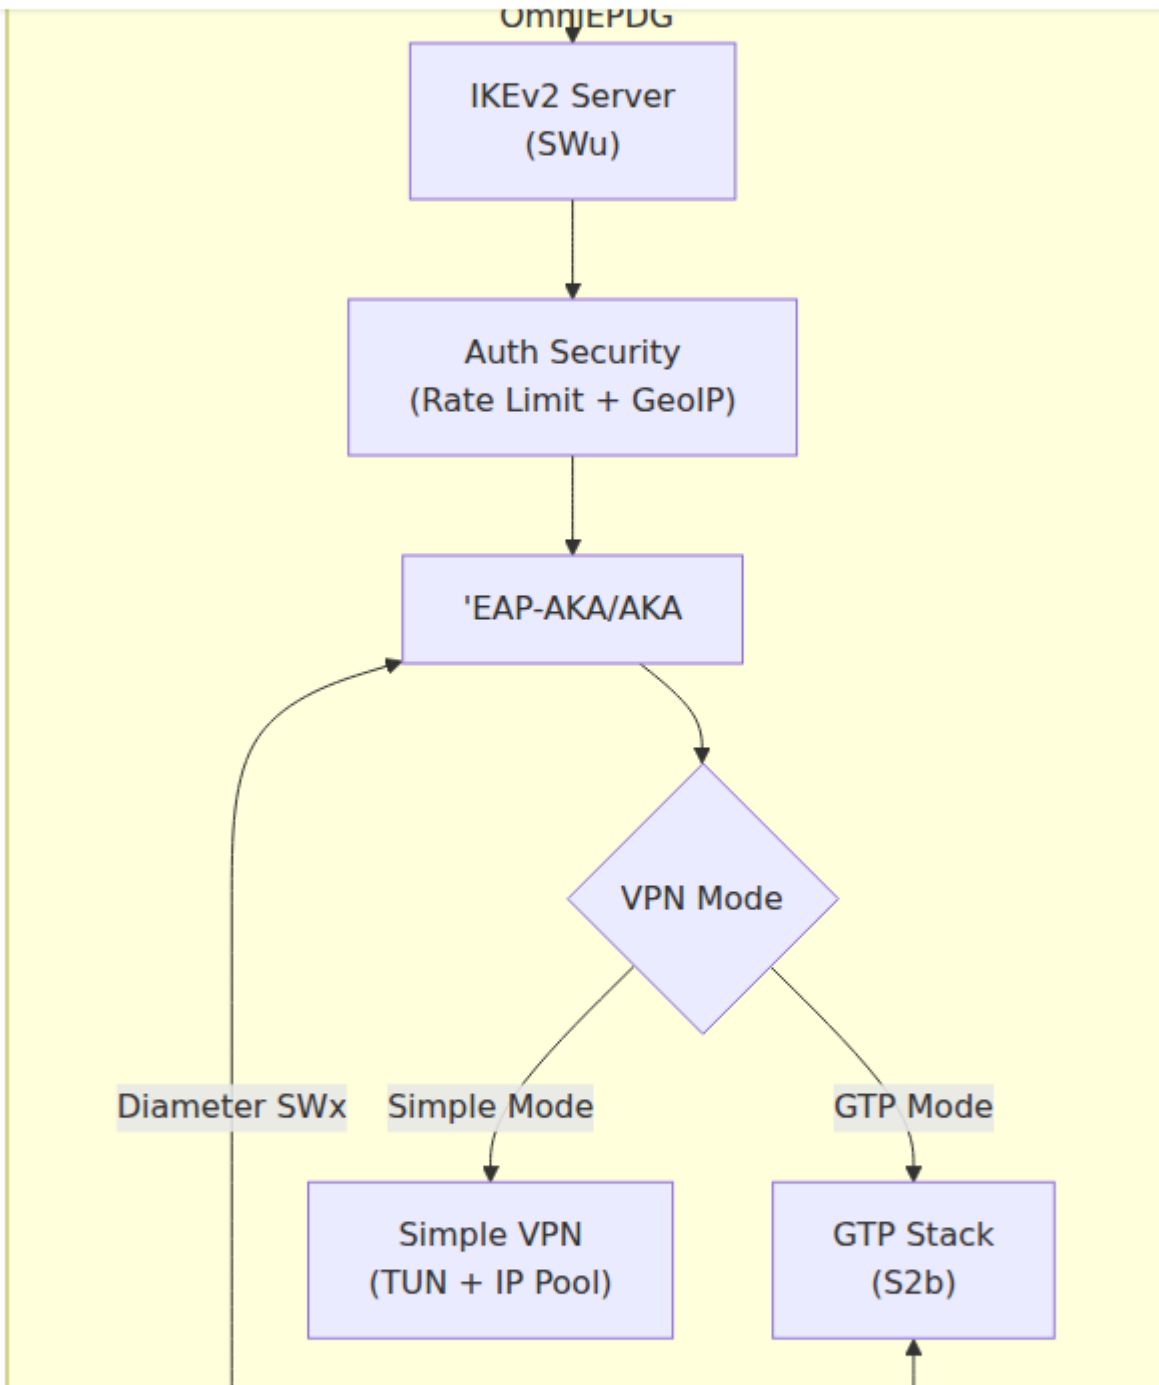 OmniEPDG
IKEv2 Server
(SWu)
Auth Security
(Rate Limit + GeoIP)
'EAP-AKA/AKA
VPN Mode
Diameter SWx
Simple Mode
GTP Mode
Simple VPN
(TUN + IP Pool)
GTP Stack
(S2b)